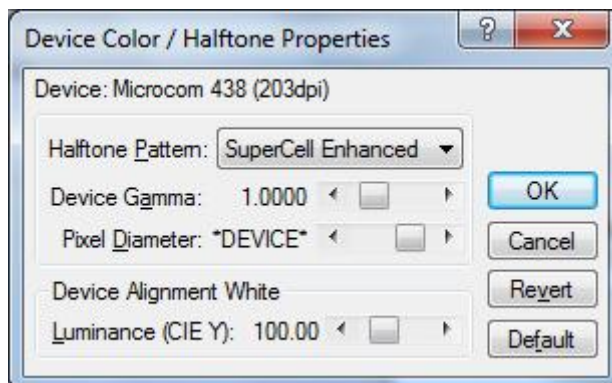 Device Color / Halftone Properties
Device: Microcom 438 (203dpi)
Halftone Pattern: SuperCell Enhanced
Device Gamma: 1.0000
OK
Pixel Diameter: *DEVICE*
Cancel
Device Alignment White
Revert
Luminance (CIE Y): 100.00
Default